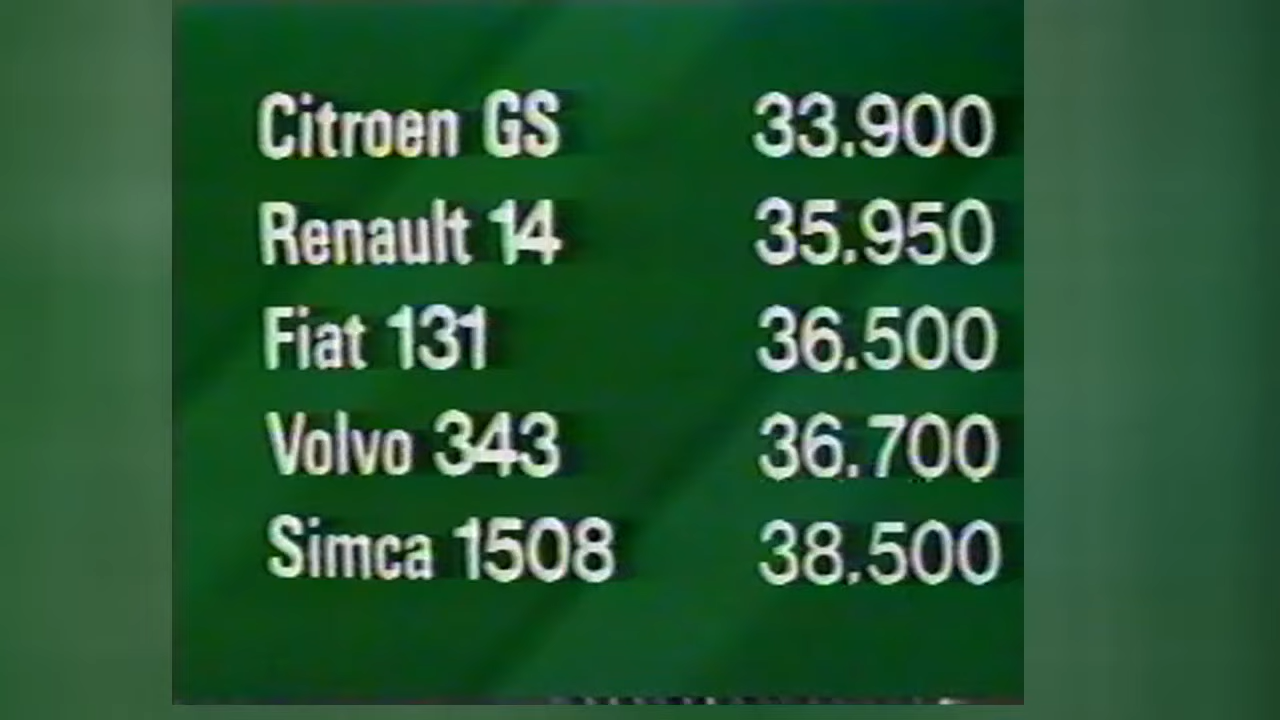 Citroen GS 33.900
Renault 14 35.950
Fiat 131 36.500
Volvo 343 36.700
Simca 1508 38.500